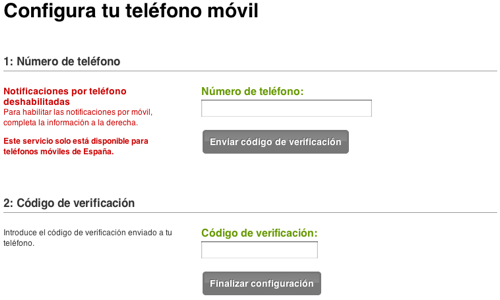 Configura tu teléfono móvil
1: Número de teléfono
Notificaciones por teléfono
deshabilitadas
Para habilitar las notificaciones por móvil,
completa la información a la derecha.
Este servicio solo está disponible para
teléfonos móviles de España.
Número de teléfono:
Enviar código de verificación
2: Código de verificación
Introduce el código de verificación enviado a tu
teléfono.
Código de verificación:
Finalizar configuración